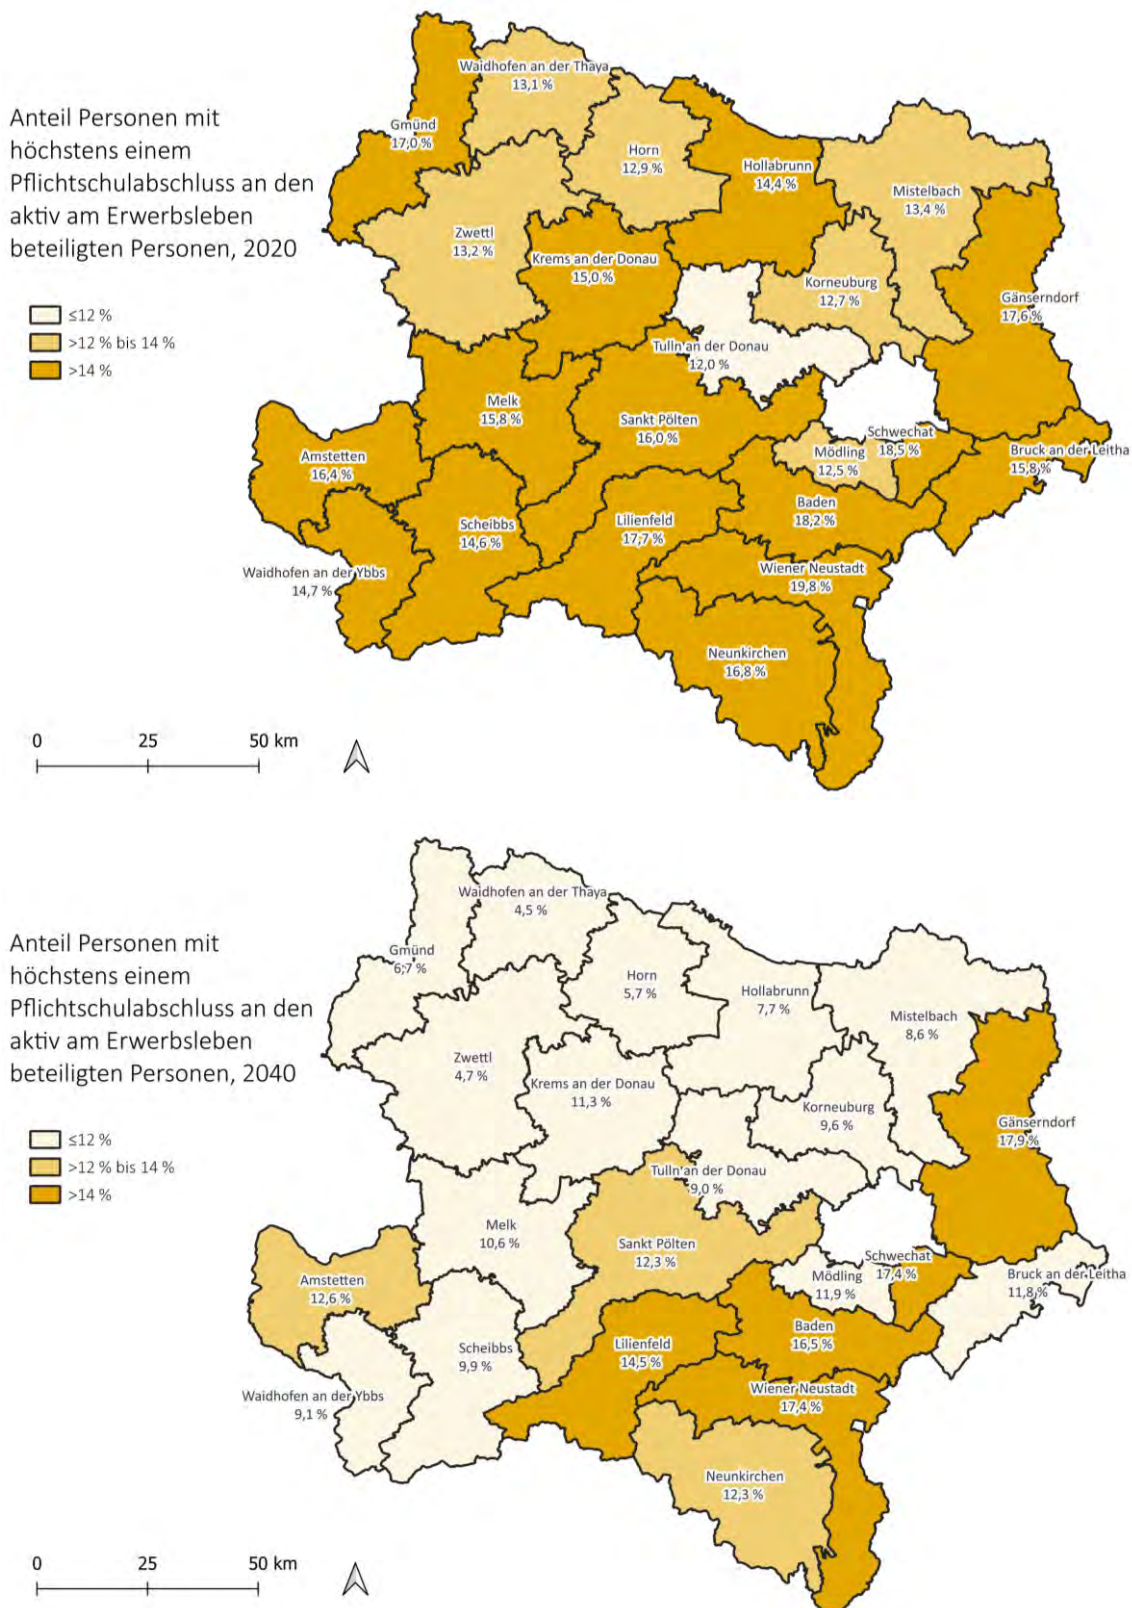 Anteil Personen mit
höchstens einem
Pflichtschulabschluss an den
aktiv am Erwerbsleben
beteiligten Personen, 2020
≤12 %
>12 % bis 14 %
>14 %
Waidhofen an der Thaya
13,1 %
Gmünd
17,0 %
Horn
12,9 %
Hollabrunn
14,4 %
Mistelbach
13,4 %
Zwettl
13,2 %
Krems an der Donau
15,0 %
Korneuburg
12,7 %
Gänserndorf
17,6 %
Tulln an der Donau
12,0 %
Melk
15,8 %
Sankt Pölten
16,0 %
Schwechat
18,5 %
Mödling
12,5 %
Bruck an der Leitha
15,8 %
Amstetten
16,4 %
Baden
18,2 %
Scheibbs
14,6 %
Lilienfeld
17,7 %
Waidhofen an der Ybbs
14,7 %
Wiener Neustadt
19,8 %
Neunkirchen
16,8 %
0 25 50 km
Anteil Personen mit
höchstens einem
Pflichtschulabschluss an den
aktiv am Erwerbsleben
beteiligten Personen, 2040
≤12 %
>12 % bis 14 %
>14 %
Waidhofen an der Thaya
4,5 %
Gmünd
6,7 %
Horn
5,7 %
Hollabrunn
7,7 %
Mistelbach
8,6 %
Zwettl
4,7 %
Krems an der Donau
11,3 %
Korneuburg
9,6 %
Gänserndorf
17,9 %
Tulln an der Donau
9,0 %
Melk
10,6 %
Sankt Pölten
12,3 %
Schwechat
17,4 %
Mödling
11,9 %
Bruck an der Leitha
11,8 %
Amstetten
12,6 %
Baden
16,5 %
Scheibbs
9,9 %
Lilienfeld
14,5 %
Waidhofen an der Ybbs
9,1 %
Wiener Neustadt
17,4 %
Neunkirchen
12,3 %
0 25 50 km